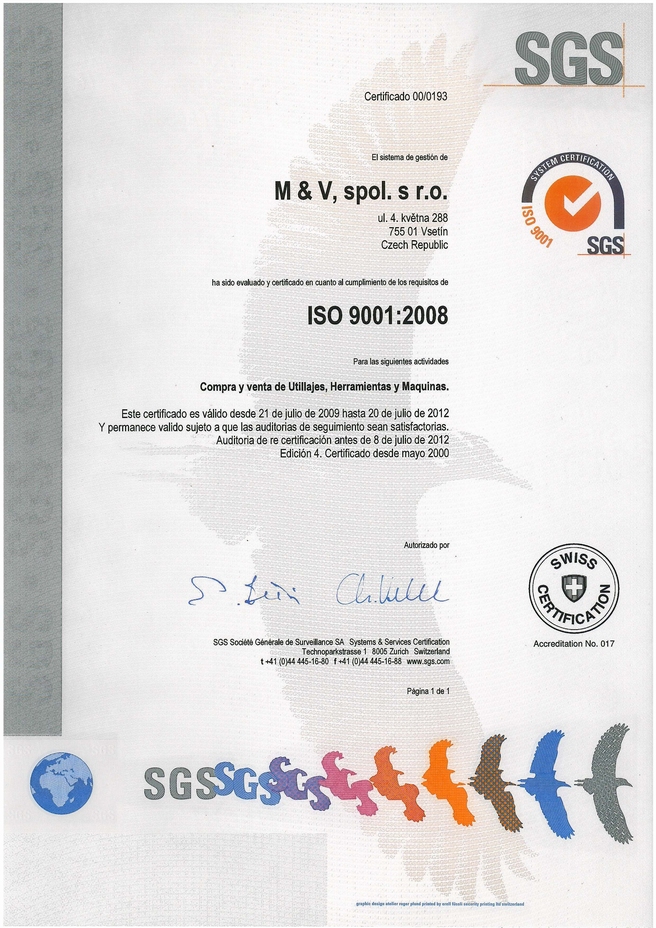 SGS
Certificado 00/0193
El sistema de gestión de
M & V, spol. s r.o.
ul. 4. května 288
755 01 Vsetín
Czech Republic
SYSTEM CERTIFICATION
ISO 9001
SGS
ha sido evaluado y certificado en cuanto al cumplimiento de los requisitos de
ISO 9001:2008
Para las siguientes actividades
Compra y venta de Utillajes, Herramientas y Maquinas.
Este certificado es válido desde 21 de julio de 2009 hasta 20 de julio de 2012
Y permanece valido sujeto a que las auditorias de seguimiento sean satisfactorias.
Auditoria de re certificación antes de 8 de julio de 2012
Edición 4. Certificado desde mayo 2000
Autorizado por
SWISS
CERTIFICATION
Accreditation No. 017
SGS Société Générale de Surveillance SA Systems & Services Certification
Technoparkstrasse 1 8005 Zurich Switzerland
t +41 (0)44 445-16-80 f +41 (0)44 445-16-88 www.sgs.com
Página 1 de 1
SGS SGS SGS